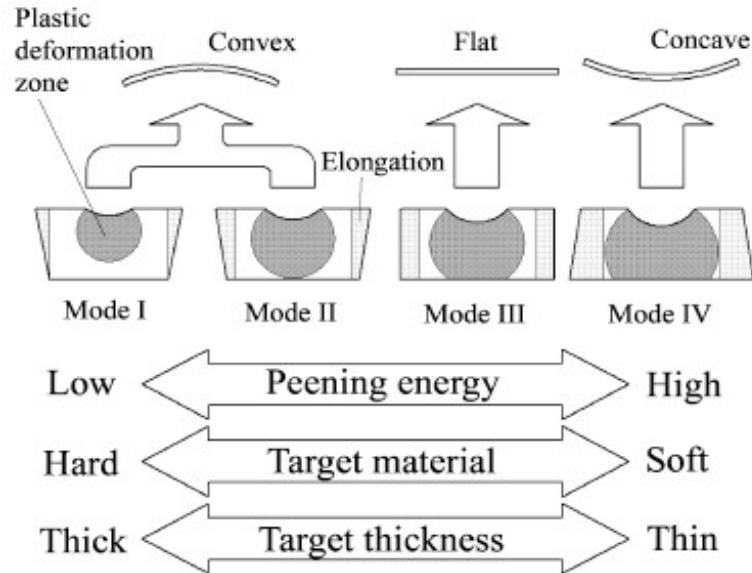 Plastic
deformation
zone
Convex
Flat
Concave
Elongation
Mode I
Mode II
Mode III
Mode IV
Low
Peening energy
High
Hard
Target material
Soft
Thick
Target thickness
Thin